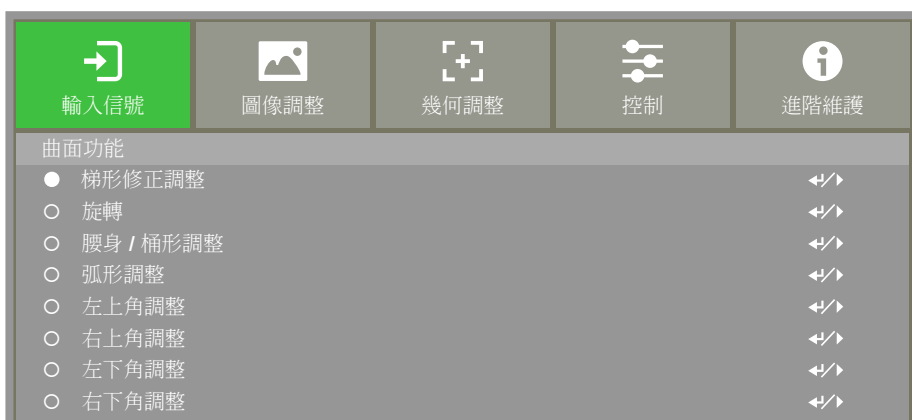 輸入信號 圖像調整 幾何調整 控制 進階維護
曲面功能
梯形修正調整
旋轉
腰身 / 桶形調整
弧形調整
左上角調整
右上角調整
左下角調整
右下角調整